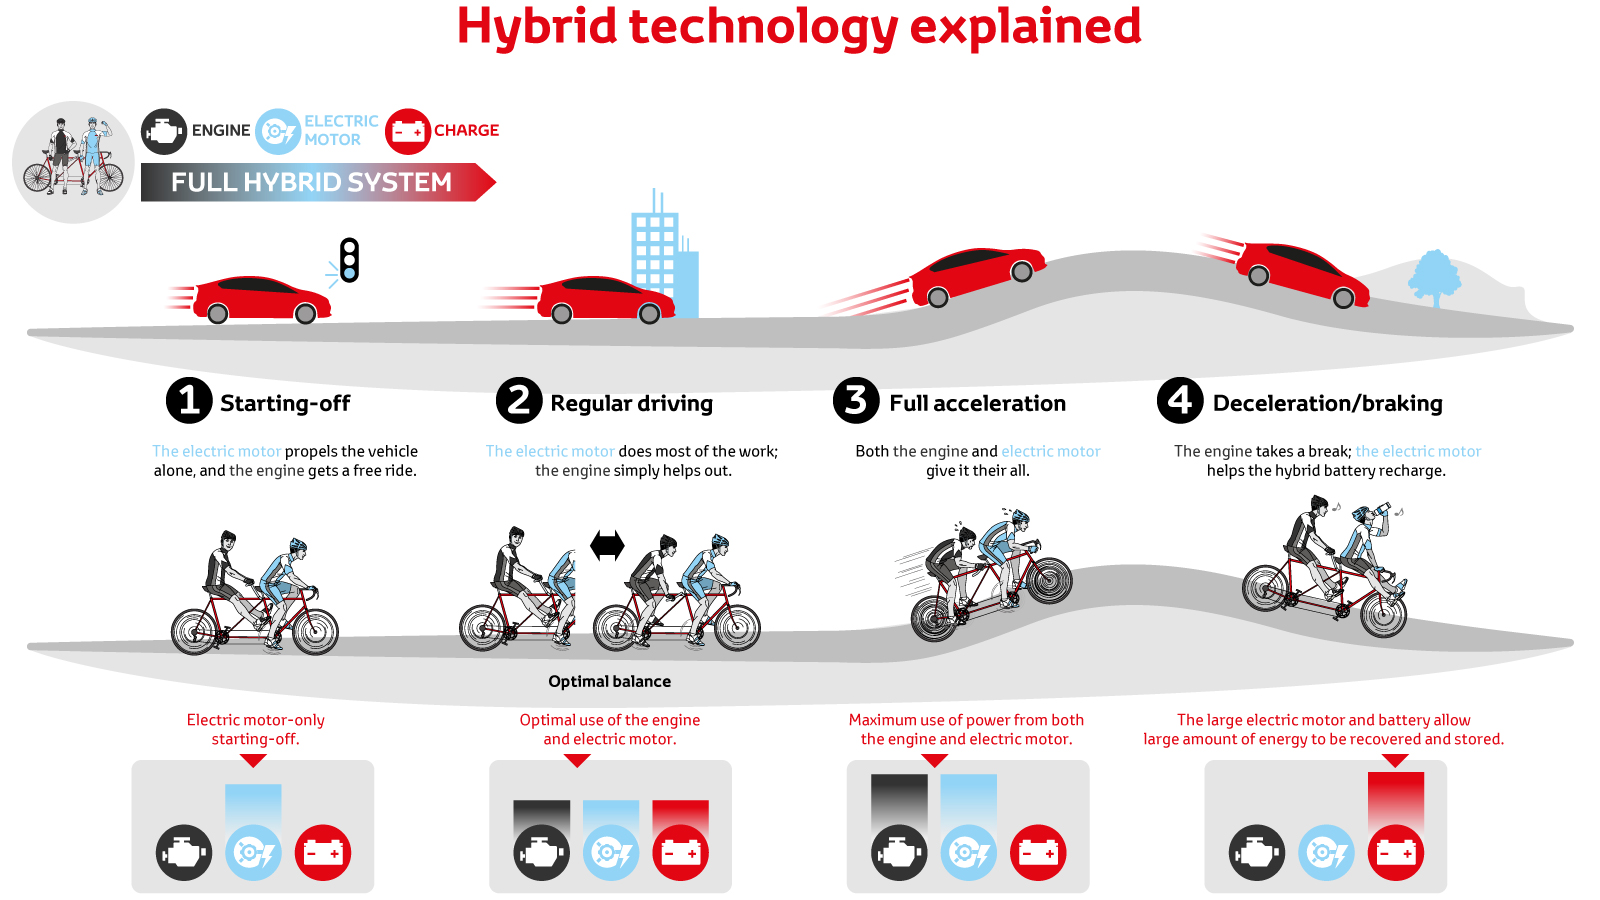 Hybrid technology explained
ENGINE
ELECTRIC
MOTOR
CHARGE
FULL HYBRID SYSTEM
1 Starting-off
The electric motor propels the vehicle
alone, and the engine gets a free ride.
2 Regular driving
The electric motor does most of the work;
the engine simply helps out.
3 Full acceleration
Both the engine and electric motor
give it their all.
4 Deceleration/braking
The engine takes a break; the electric motor
helps the hybrid battery recharge.
Optimal balance
Electric motor-only
starting-off.
Optimal use of the engine
and electric motor.
Maximum use of power from both
the engine and electric motor.
The large electric motor and battery allow
large amount of energy to be recovered and stored.